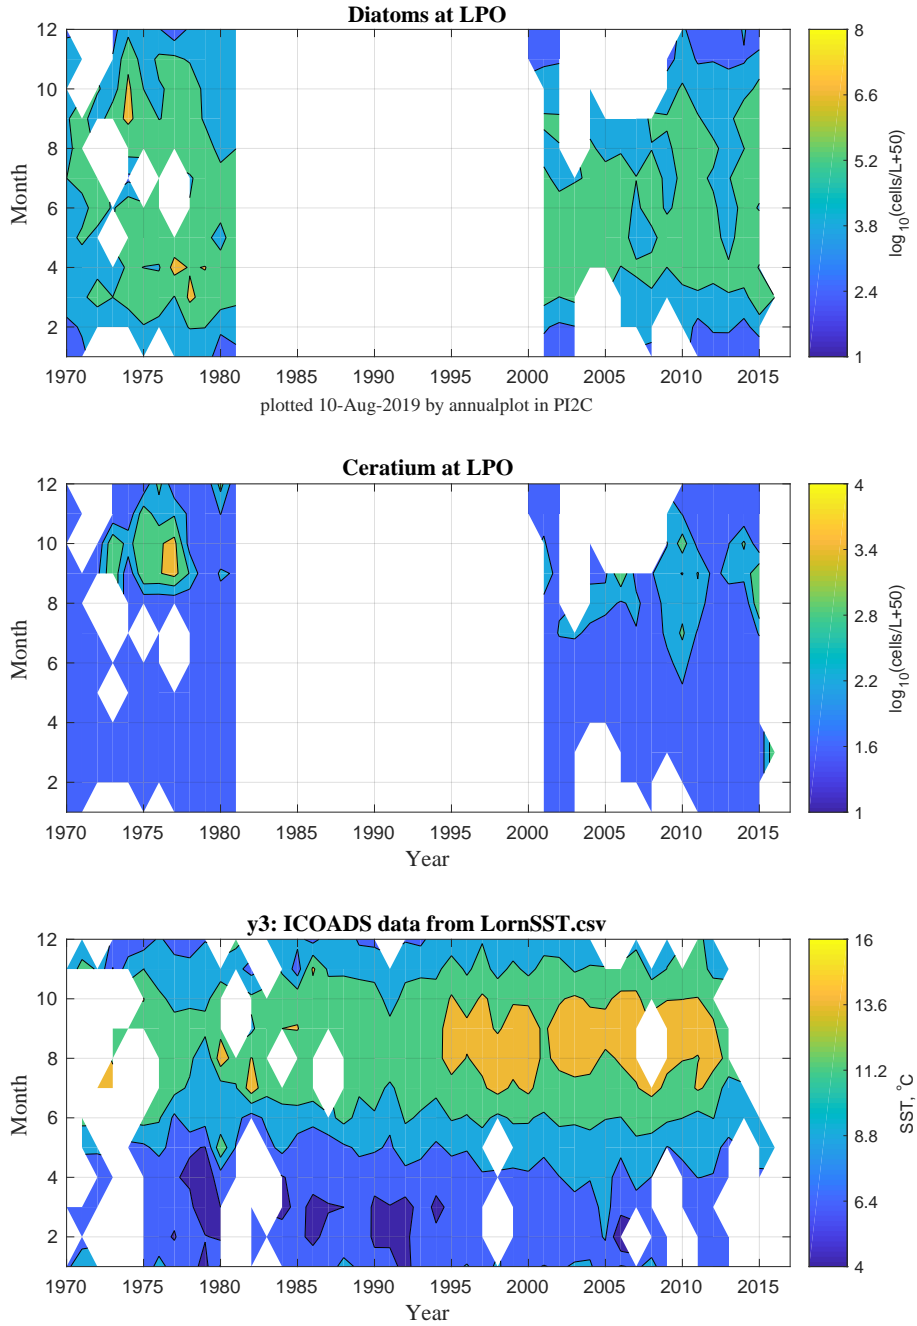 Diatoms at LPO
12
10
8
6
4
2
Month
1970 1975 1980 1985 1990 1995 2000 2005 2010 2015
plotted 10-Aug-2019 by annualplot in PI2C
8
6.6
5.2
3.8
2.4
1
log10(cells/L+50)
Ceratium at LPO
12
10
8
6
4
2
Month
1970 1975 1980 1985 1990 1995 2000 2005 2010 2015
Year
4
3.4
2.8
2.2
1.6
1
log10(cells/L+50)
y3: ICOADS data from LornSST.csv
12
10
8
6
4
2
Month
1970 1975 1980 1985 1990 1995 2000 2005 2010 2015
Year
16
13.6
11.2
8.8
6.4
4
SST, °C